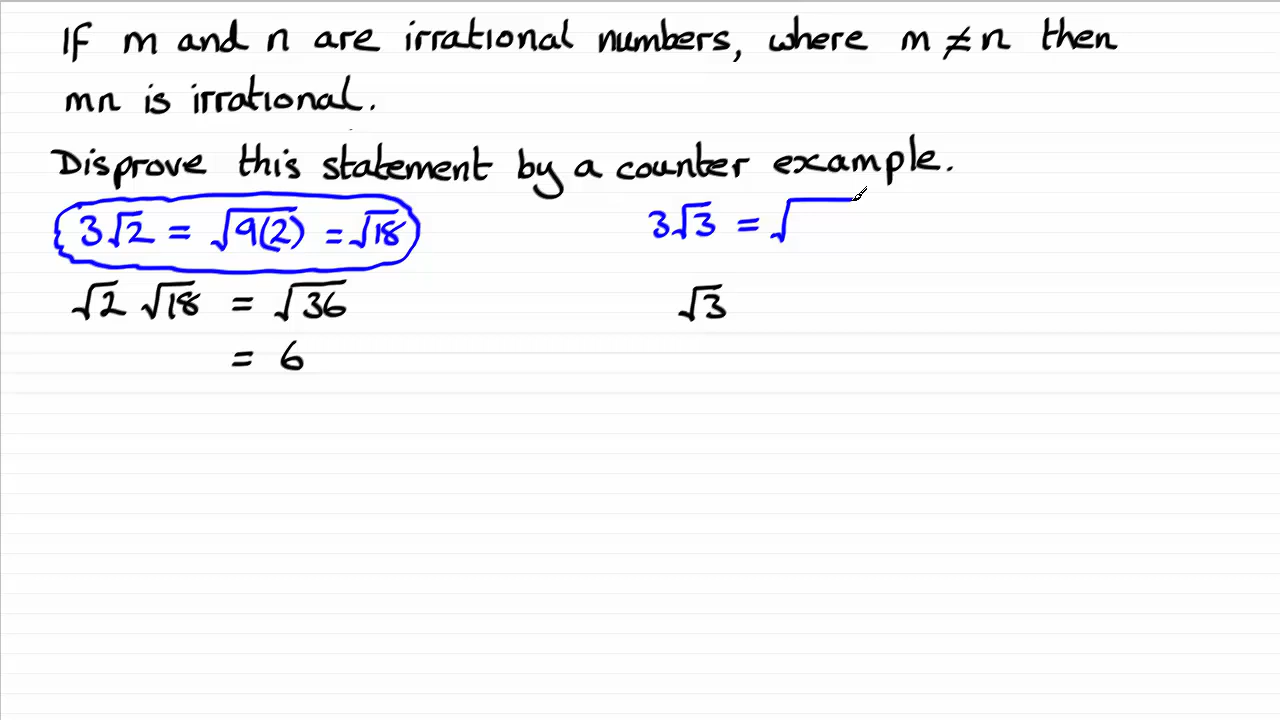 If m and n are irrational numbers, where m ≠ n then
mn is irrational.
Disprove this statement by a counter example.
3√2 = √9(2) = √18
3√3 = √
√2 √18 = √36
√3
= 6